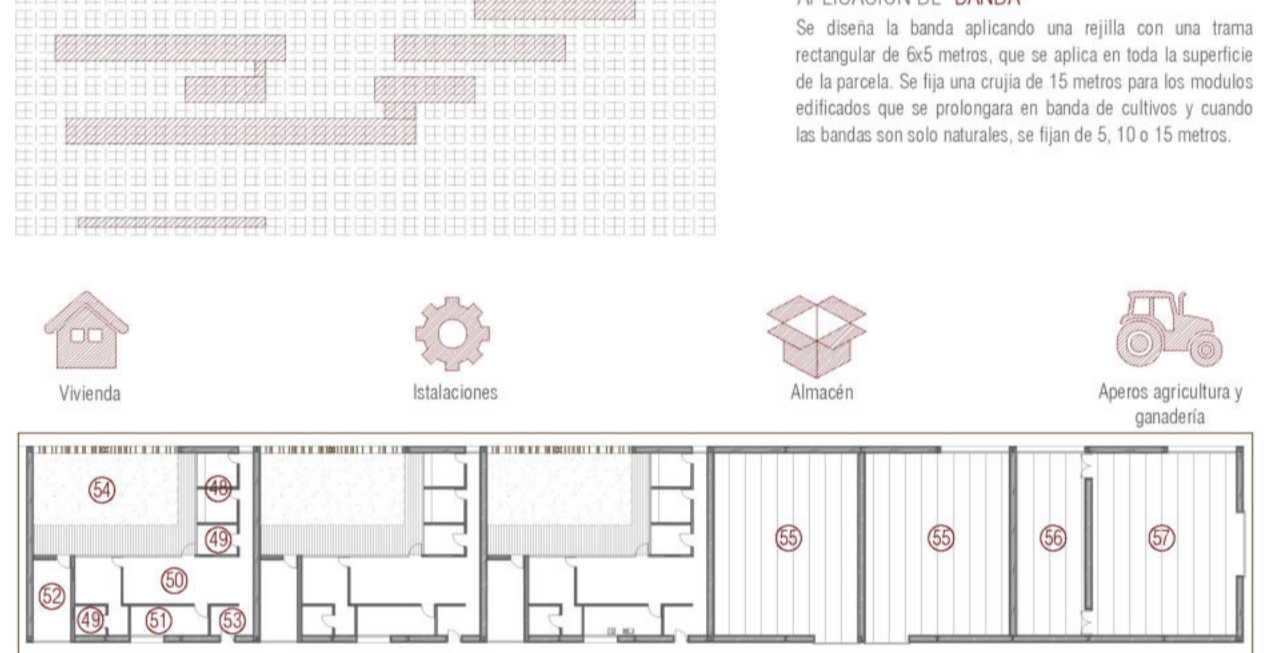 APLICACIÓN DE "BANDA"
Se diseña la banda aplicando una rejilla con una trama
rectangular de 6x5 metros, que se aplica en toda la superficie
de la parcela. Se fija una crujia de 15 metros para los modulos
edificados que se prolongara en banda de cultivos y cuando
las bandas son solo naturales, se fijan de 5, 10 o 15 metros.
Vivienda
Istalaciones
Almacén
Aperos agricultura y
ganadería
54
48
49
50
52
49
51
53
55
55
56
57